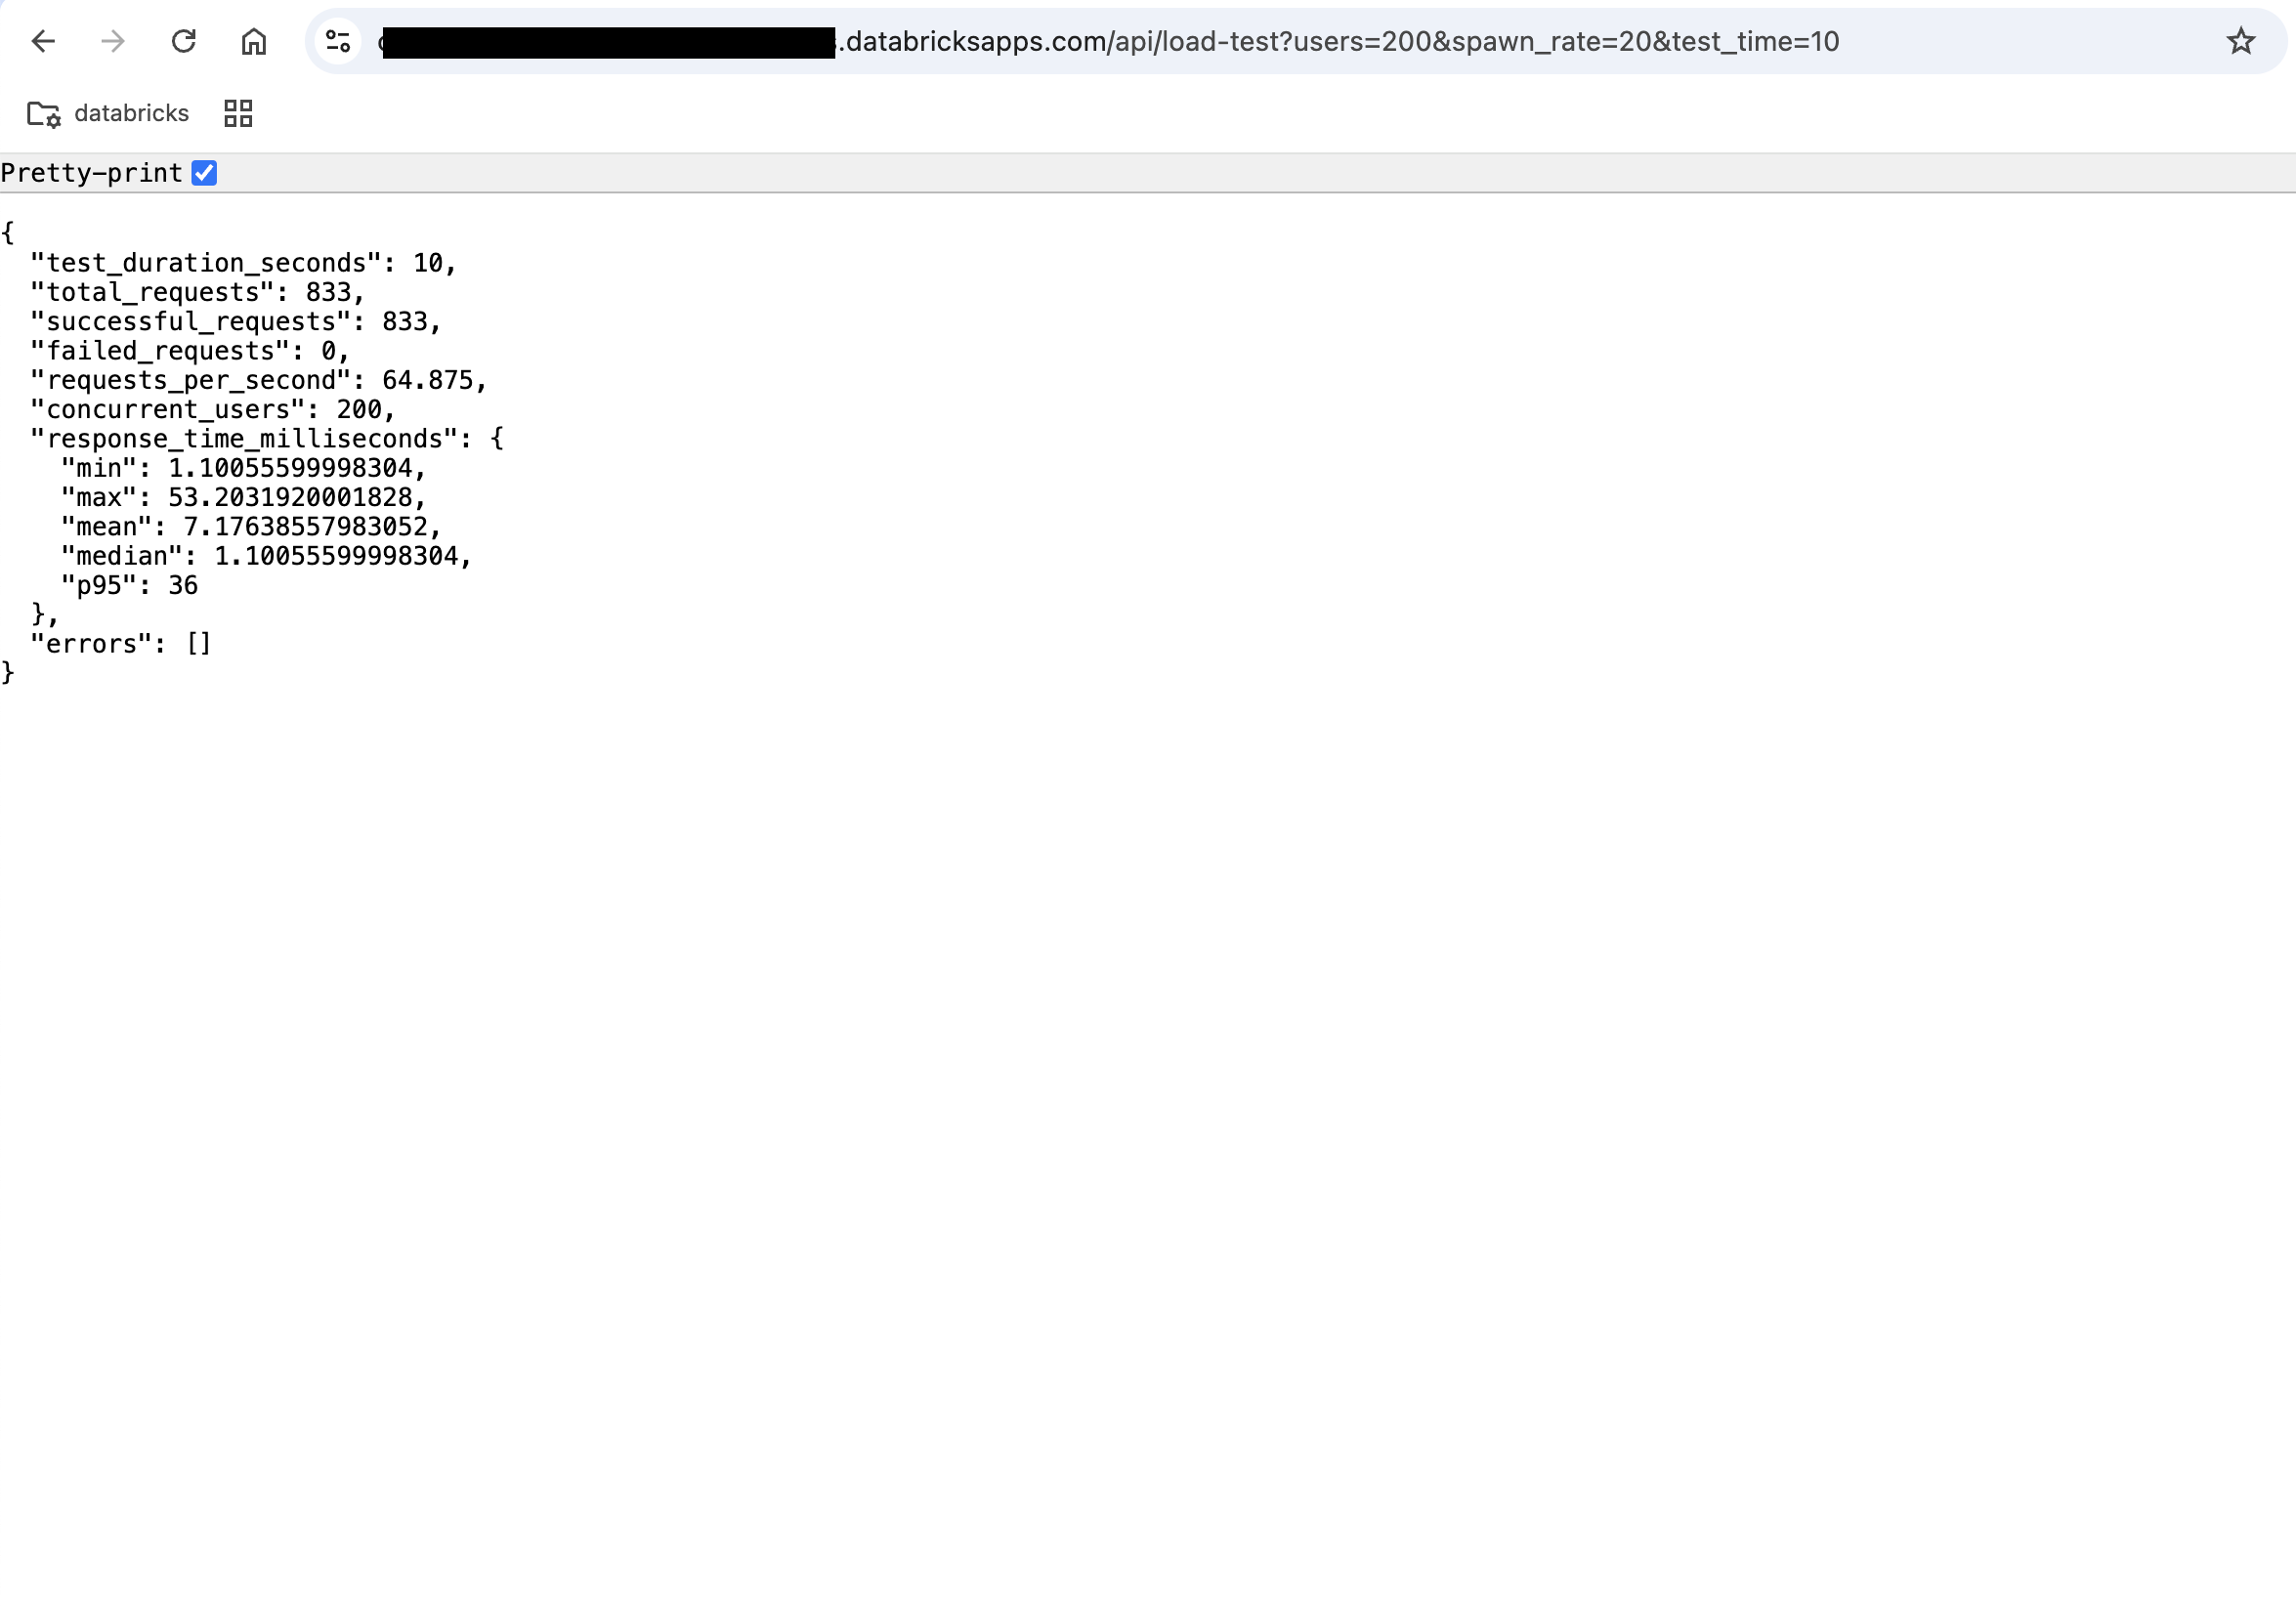 .databricksapps.com/api/load-test?users=200&spawn_rate=20&test_time=10
databricks
Pretty-print
{
"test_duration_seconds": 10,
"total_requests": 833,
"successful_requests": 833,
"failed_requests": 0,
"requests_per_second": 64.875,
"concurrent_users": 200,
"response_time_milliseconds": {
"min": 1.10055599998304,
"max": 53.2031920001828,
"mean": 7.17638557983052,
"median": 1.10055599998304,
"p95": 36
},
"errors": []
}